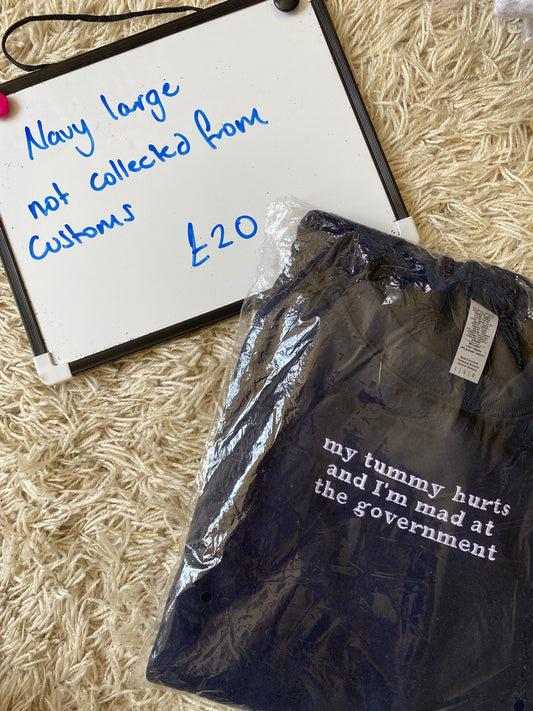 Navy large
not collected from
customs
£20
my tummy hurts
and I'm mad at
the government